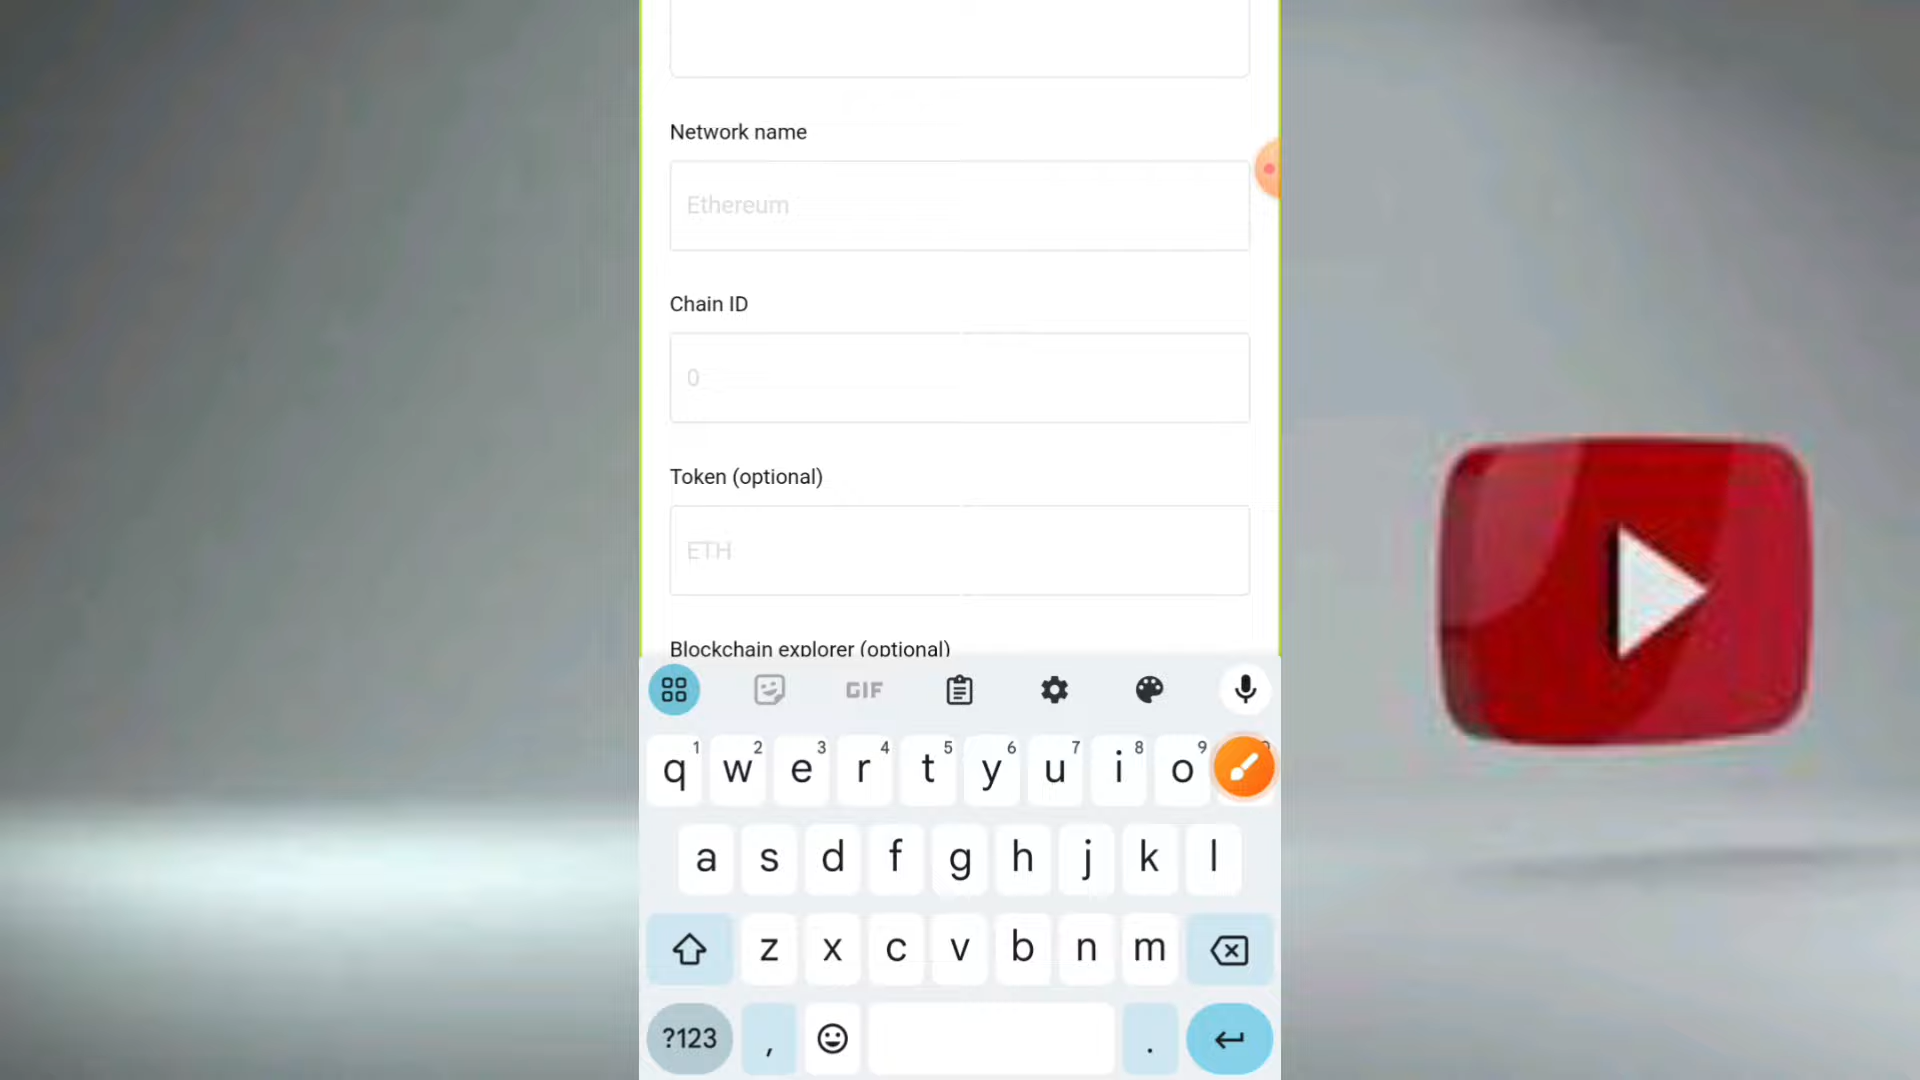 Network name
Ethereum
Chain ID
0
Token (optional)
ETH
Blockchain explorer (optional)
GIF
1 2 3 4 5 6 7 8 9
q w e r t y u i o
a s d f g h j k l
z x c v b n m
?123 , .